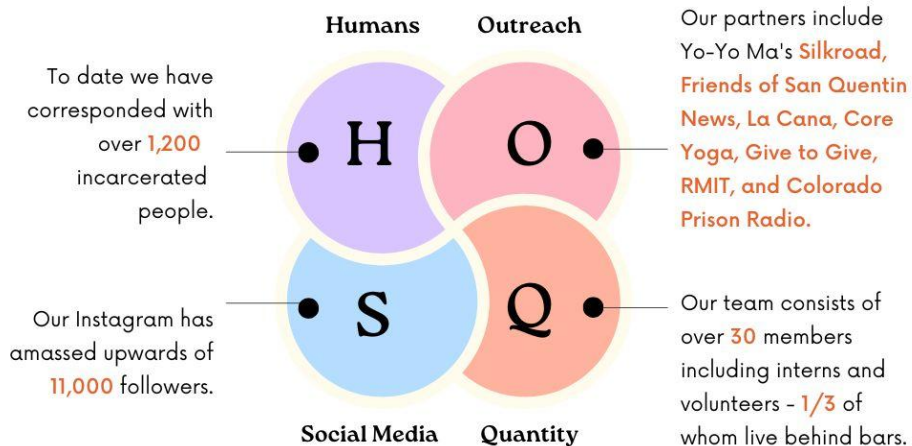 Humans
Outreach
To date we have
corresponded with
over 1,200
incarcerated
people.
H
O
Our partners include
Yo-Yo Ma's Silkroad,
Friends of San Quentin
News, La Cana, Core
Yoga, Give to Give,
RMIT, and Colorado
Prison Radio.
Our Instagram has
amassed upwards of
11,000 followers.
S
Q
Our team consists of
over 30 members
including interns and
volunteers - 1/3 of
whom live behind bars.
Social Media
Quantity